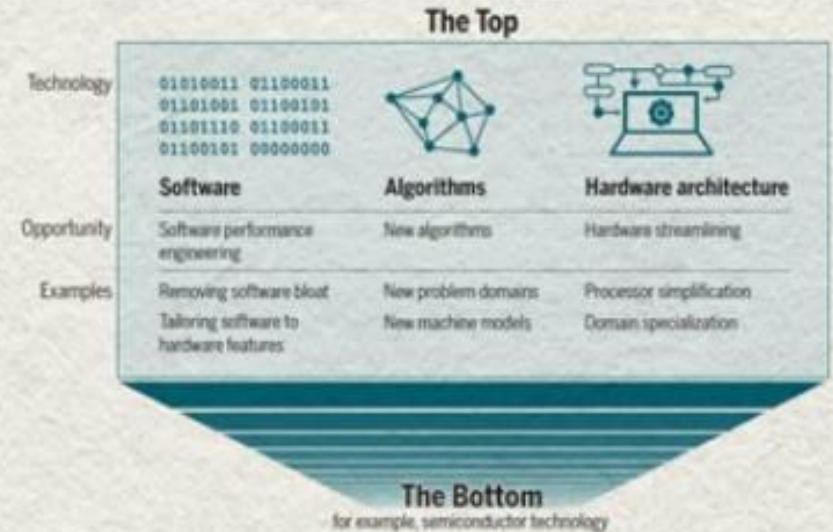 The Top
Technology
01010011 01100011
01101001 01100101
01101110 01100011
01100101 00000000
Software
Algorithms
Hardware architecture
Opportunity
Software performance
engineering
New algorithms
Hardware streamlining
Examples
Removing software bloat
New problem domains
Processor simplification
Tailoring software to
hardware features
New machine models
Domain specialization
The Bottom
for example, semiconductor technology